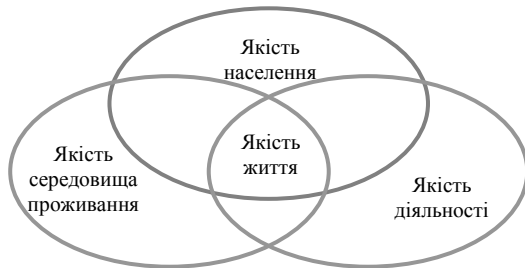 Якість
населення
Якість
життя
Якість
середовища
проживання
Якість
діяльності